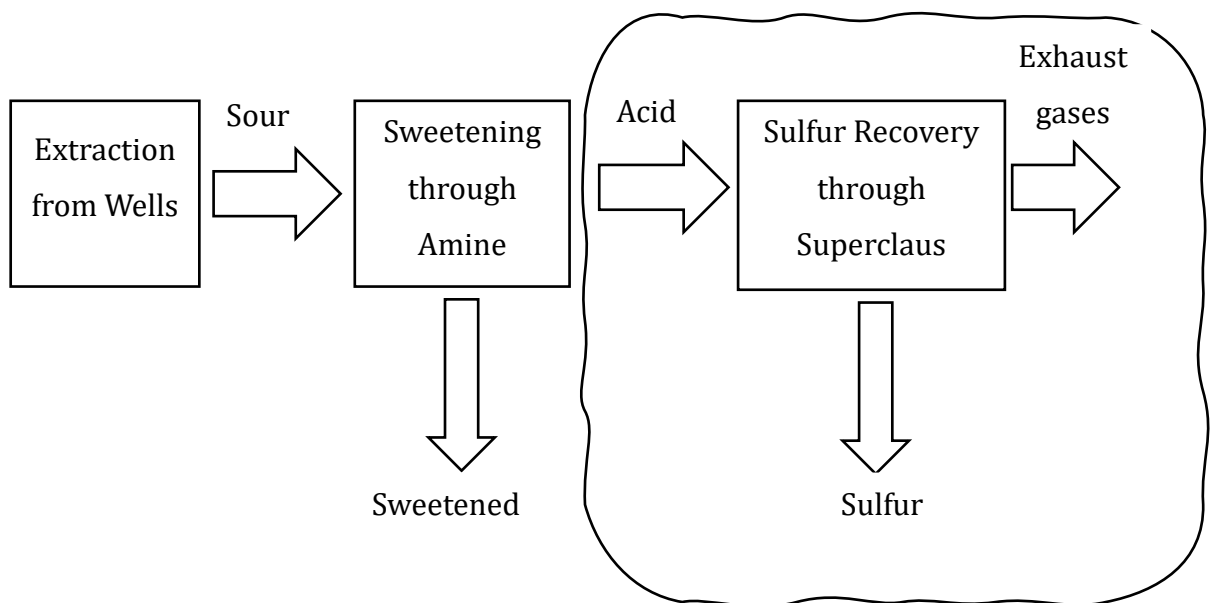 Extraction
from Wells
Sour
Sweetening
through
Amine
Sweetened
Acid
Sulfur Recovery
through
Superclaus
Sulfur
Exhaust
gases